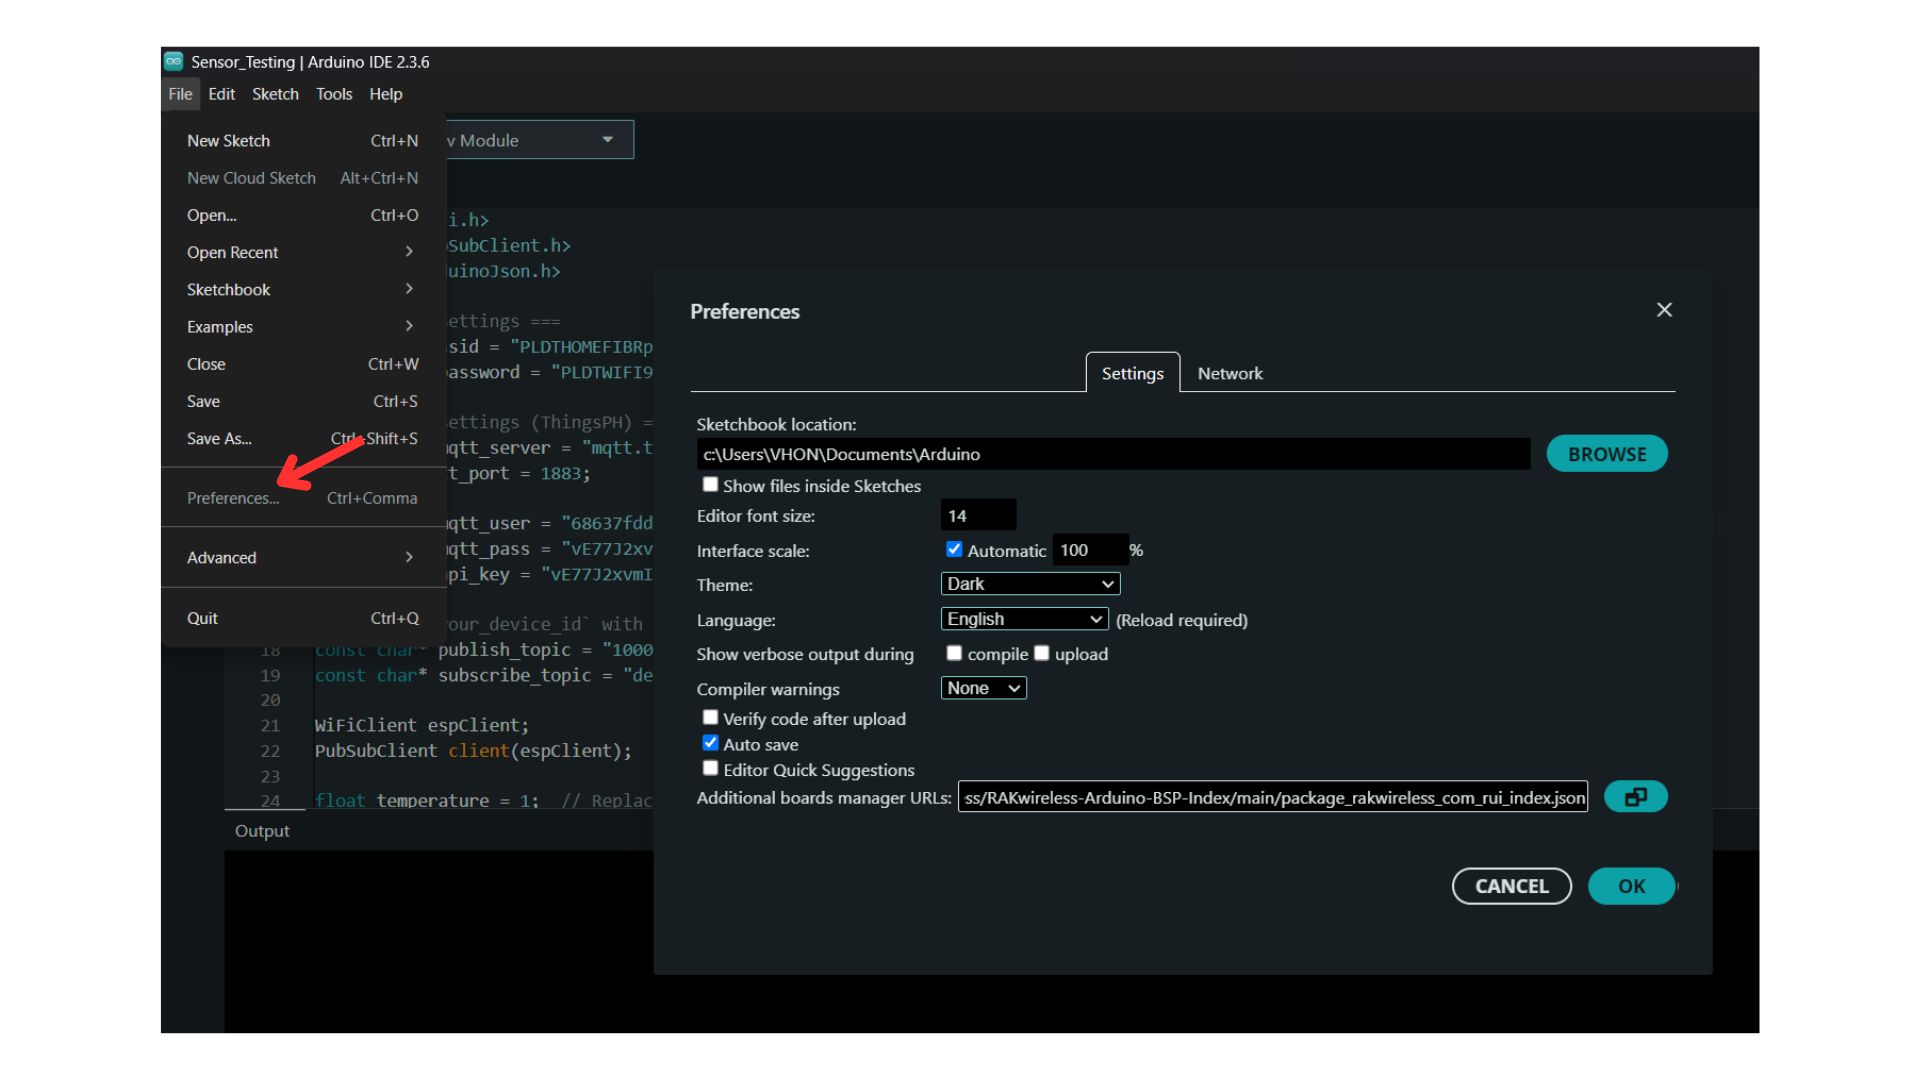 Sensor_Testing | Arduino IDE 2.3.6
File Edit Sketch Tools Help
New Sketch Ctrl+N
New Cloud Sketch Alt+Ctrl+N
Open... Ctrl+O
Open Recent
Sketchbook
Examples
Close Ctrl+W
Save Ctrl+S
Save As... Ctrl+Shift+S
Preferences... Ctrl+Comma
Advanced
Quit Ctrl+Q
v Module
i.h>
SubClient.h>
uinoJson.h>
ettings ===
sid = "PLDTHOMEFIBRp
assword = "PLDTWIFI9
ettings (ThingsPH) =
qtt_server = "mqtt.t
t_port = 1883;
qtt_user = "68637fdd
qtt_pass = "vE77J2xv
pi_key = "vE77J2xvmI
our_device_id` with
18 const char* publish_topic = "1000
19 const char* subscribe_topic = "de
20
21 WiFiClient espClient;
22 PubSubClient client(espClient);
23
24 float temperature = 1; // Replac
Output
Preferences
Settings Network
Sketchbook location:
c:\Users\VHON\Documents\Arduino BROWSE
Show files inside Sketches
Editor font size: 14
Interface scale: Automatic 100 %
Theme: Dark
Language: English (Reload required)
Show verbose output during compile upload
Compiler warnings None
Verify code after upload
Auto save
Editor Quick Suggestions
Additional boards manager URLs: ss/RAKwireless-Arduino-BSP-Index/main/package_rakwireless_com_rui_index.json
CANCEL OK